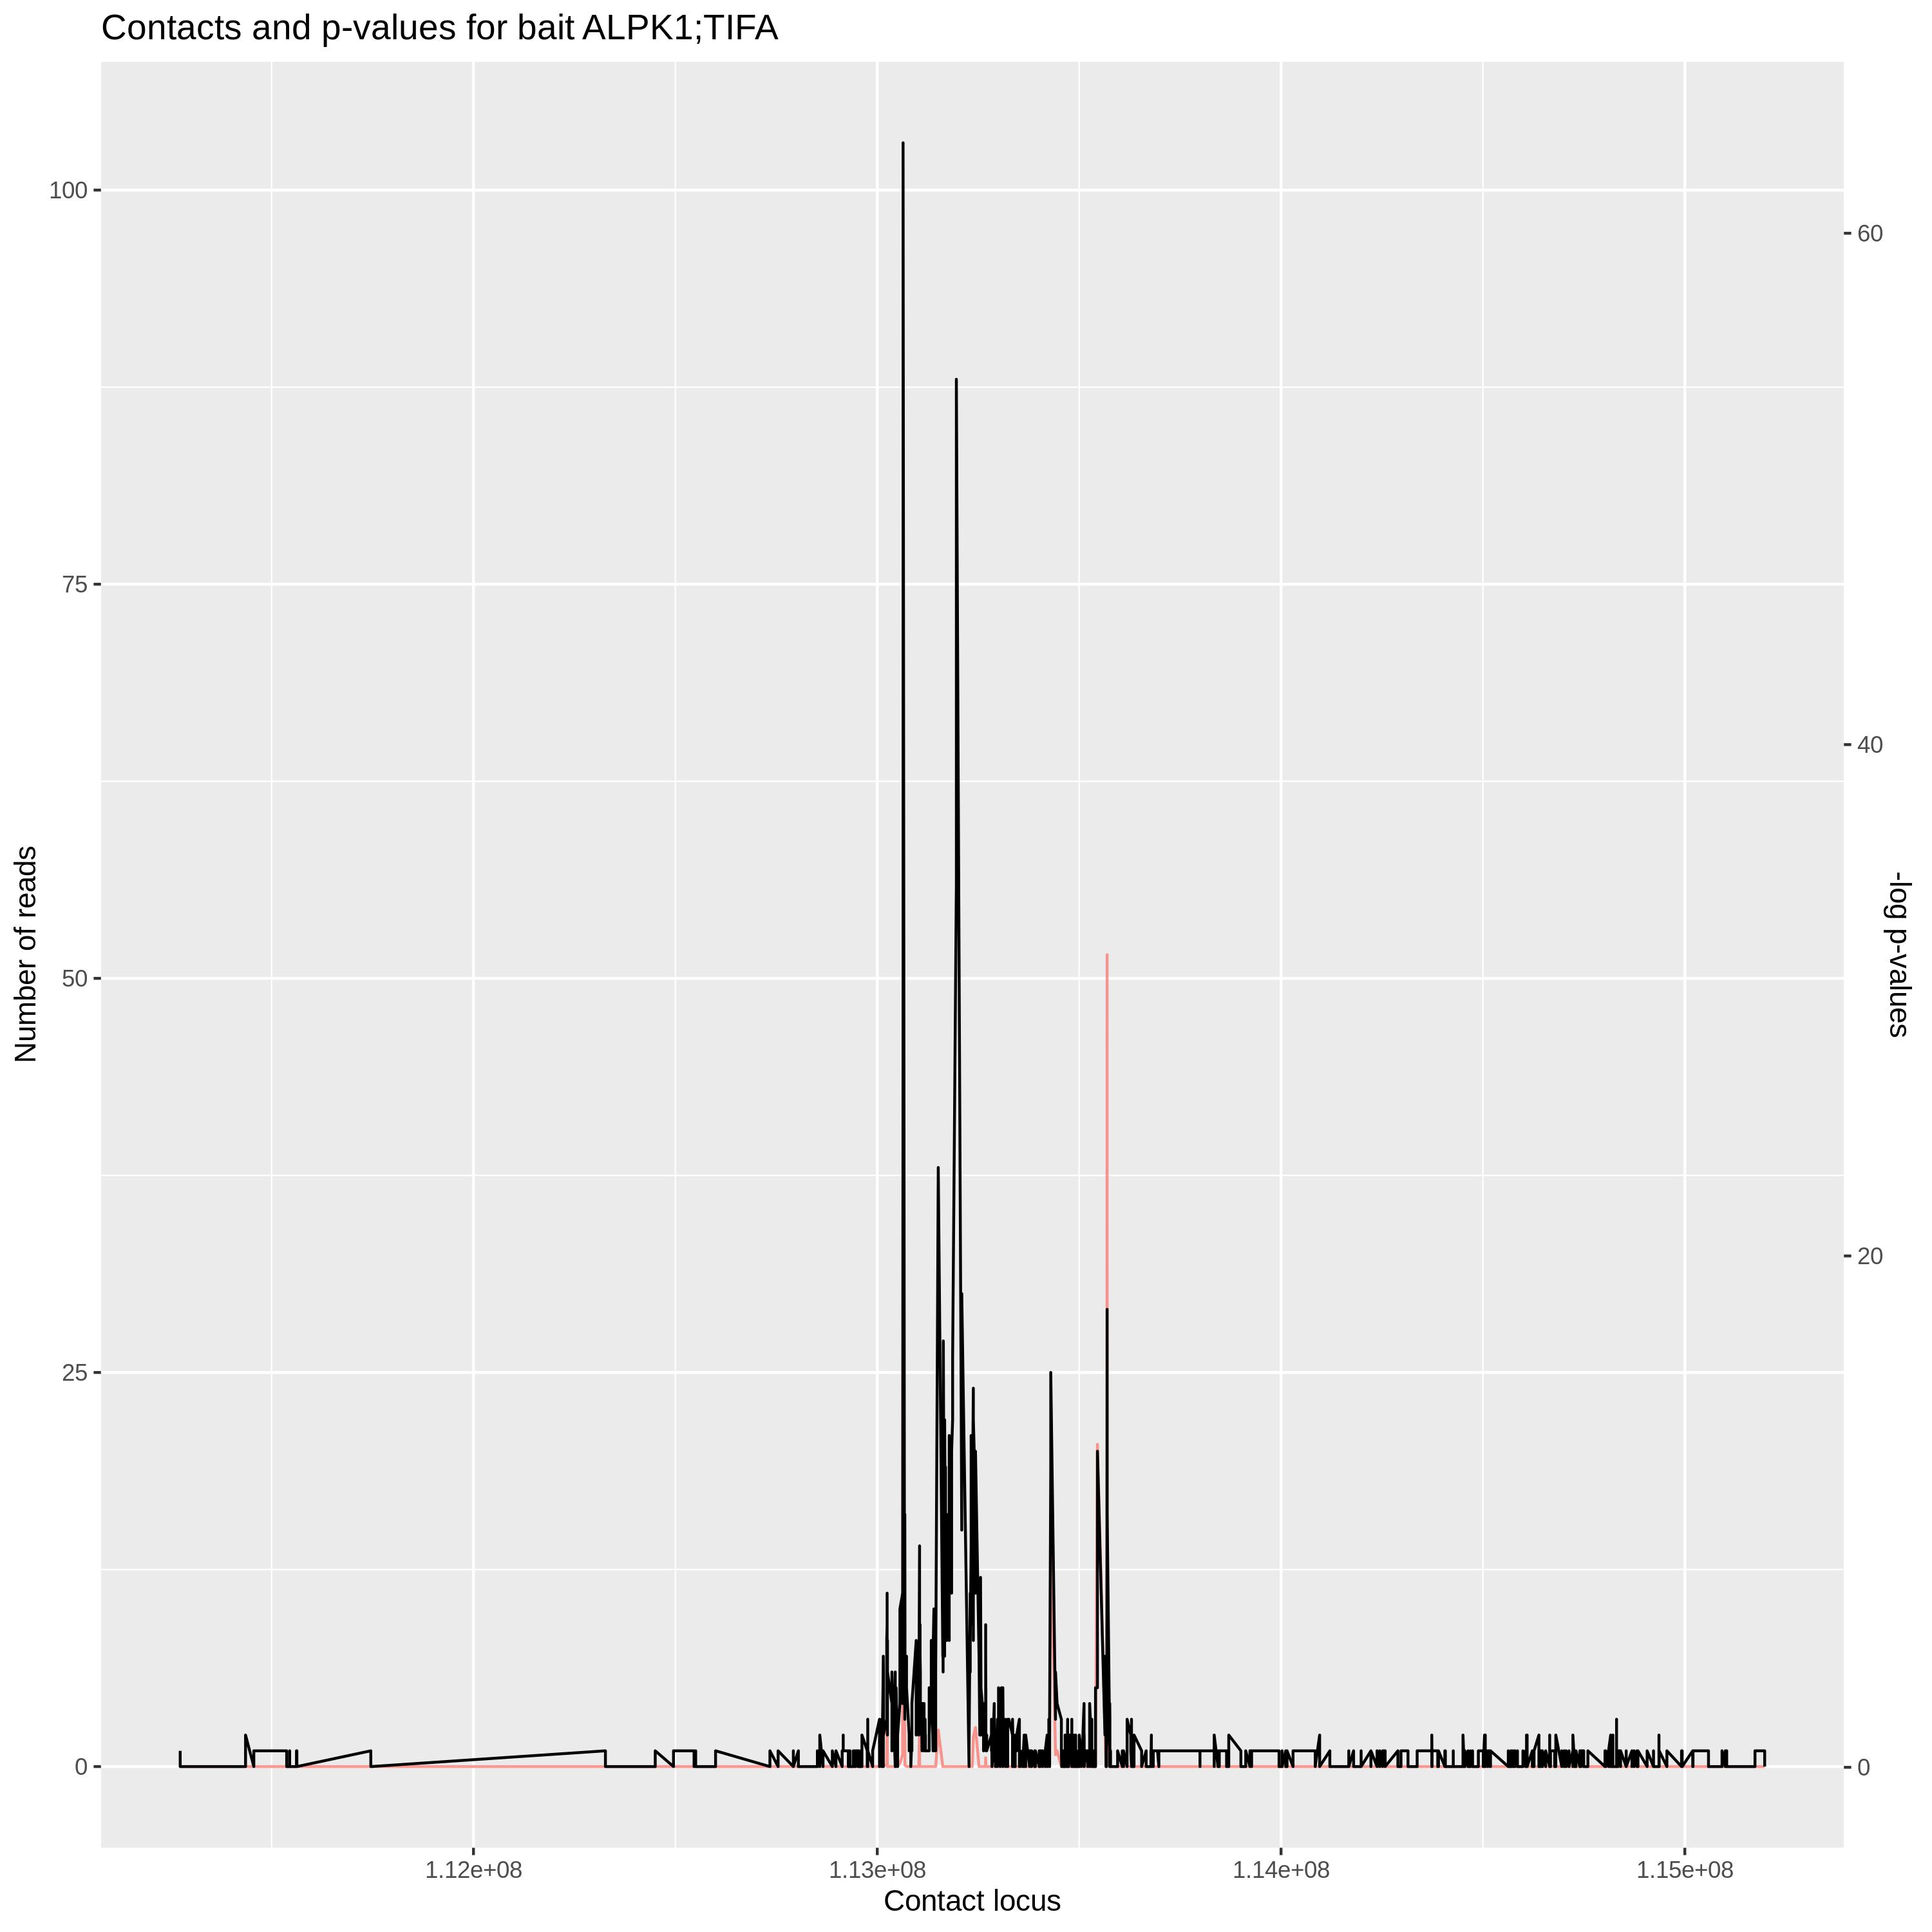 Contacts and p-values for bait ALPK1;TIFA
Number of reads
100
75
50
25
0
60
40
20
0
-log p-values
1.12e+08
1.13e+08
1.14e+08
1.15e+08
Contact locus